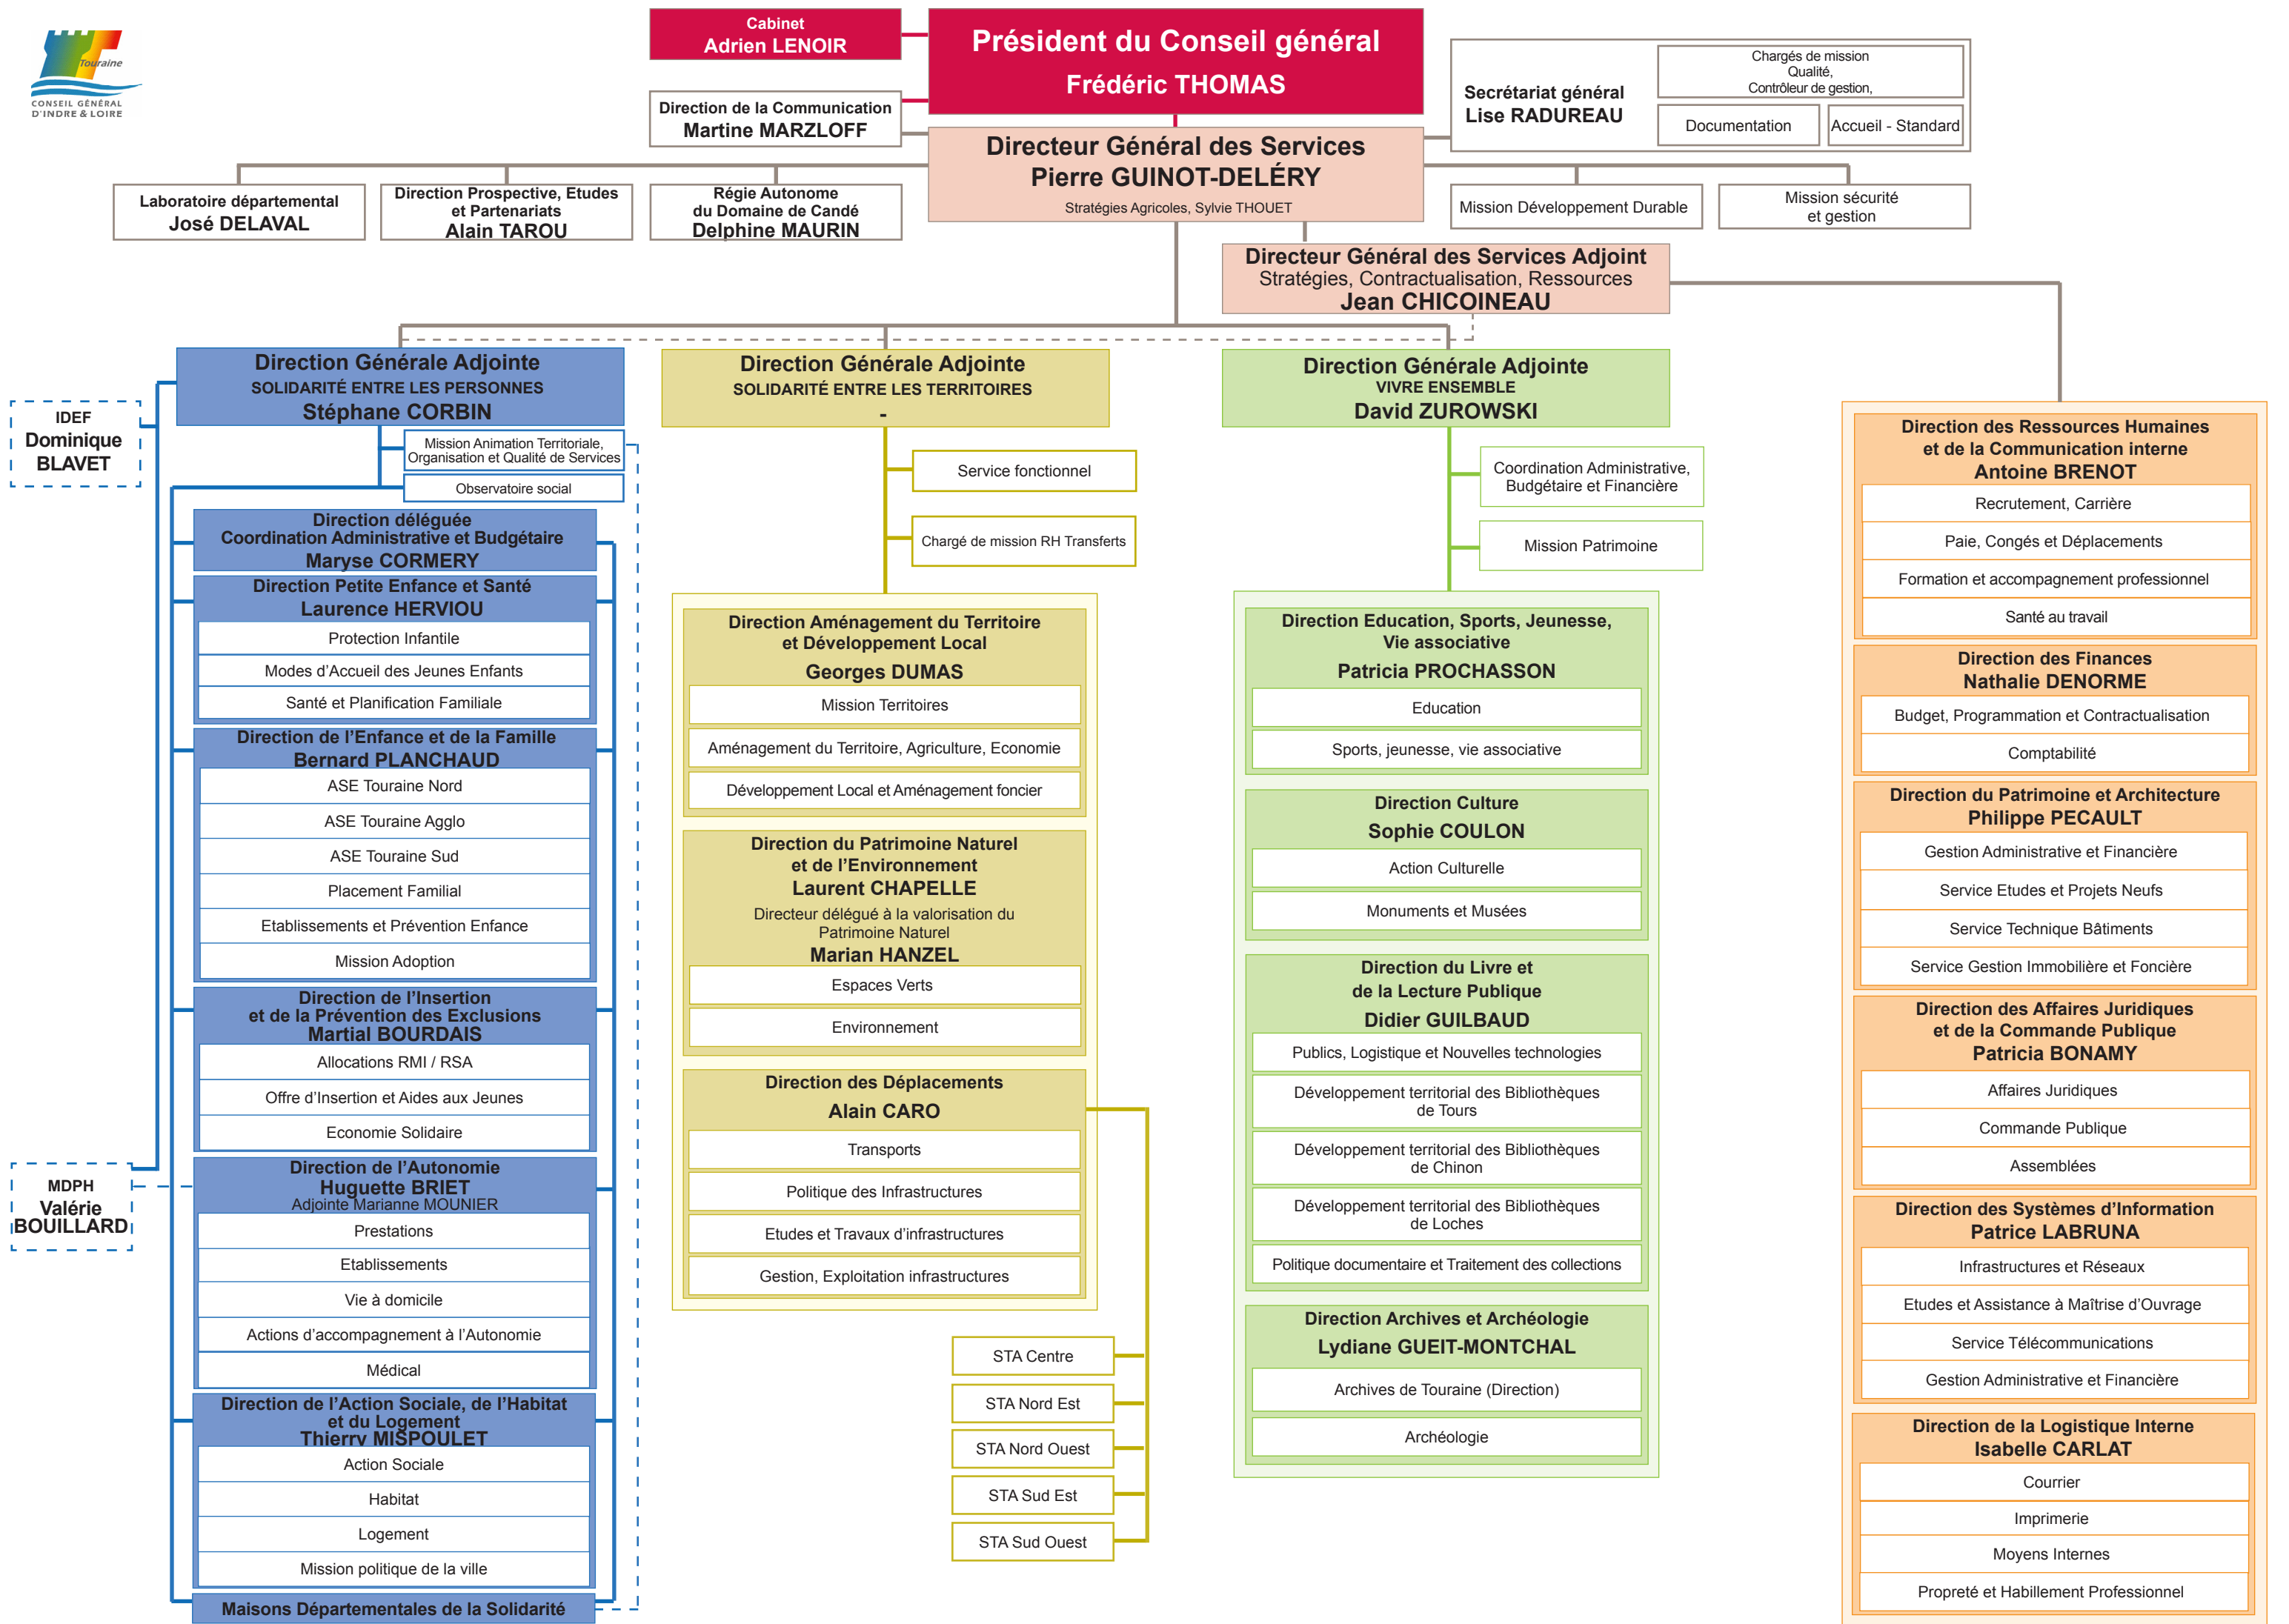 Touraine
CONSEIL GÉNÉRAL
D'INDRE & LOIRE
Cabinet
Adrien LENOIR
Président du Conseil général
Frédéric THOMAS
Direction de la Communication
Martine MARZLOFF
Secrétariat général
Lise RADUREAU
Chargés de mission
Qualité,
Contrôleur de gestion,
Documentation
Accueil - Standard
Directeur Général des Services
Pierre GUINOT-DELÉRY
Stratégies Agricoles, Sylvie THOUET
Laboratoire départemental
José DELAVAL
Direction Prospective, Etudes
et Partenariats
Alain TAROU
Régie Autonome
du Domaine de Candé
Delphine MAURIN
Mission Développement Durable
Mission sécurité
et gestion
Directeur Général des Services Adjoint
Stratégies, Contractualisation, Ressources
Jean CHICOINEAU
Direction Générale Adjointe
SOLIDARITÉ ENTRE LES PERSONNES
Stéphane CORBIN
IDEF
Dominique
BLAVET
Mission Animation Territoriale,
Organisation et Qualité de Services
Observatoire social
Direction déléguée
Coordination Administrative et Budgétaire
Maryse CORMERY
Direction Petite Enfance et Santé
Laurence HERVIOU
Protection Infantile
Modes d'Accueil des Jeunes Enfants
Santé et Planification Familiale
Direction de l'Enfance et de la Famille
Bernard PLANCHAUD
ASE Touraine Nord
ASE Touraine Agglo
ASE Touraine Sud
Placement Familial
Etablissements et Prévention Enfance
Mission Adoption
Direction de l'Insertion
et de la Prévention des Exclusions
Martial BOURDAIS
Allocations RMI / RSA
Offre d'Insertion et Aides aux Jeunes
Economie Solidaire
MDPH
Valérie
BOUILLARD
Direction de l'Autonomie
Huguette BRIET
Adjointe Marianne MOUNIER
Prestations
Etablissements
Vie à domicile
Actions d'accompagnement à l'Autonomie
Médical
Direction de l'Action Sociale, de l'Habitat
et du Logement
Thierry MISPOULET
Action Sociale
Habitat
Logement
Mission politique de la ville
Maisons Départementales de la Solidarité
Direction Générale Adjointe
SOLIDARITÉ ENTRE LES TERRITOIRES
-
Service fonctionnel
Chargé de mission RH Transferts
Direction Aménagement du Territoire
et Développement Local
Georges DUMAS
Mission Territoires
Aménagement du Territoire, Agriculture, Economie
Développement Local et Aménagement foncier
Direction du Patrimoine Naturel
et de l'Environnement
Laurent CHAPELLE
Directeur délégué à la valorisation du
Patrimoine Naturel
Marian HANZEL
Espaces Verts
Environnement
Direction des Déplacements
Alain CARO
Transports
Politique des Infrastructures
Etudes et Travaux d'infrastructures
Gestion, Exploitation infrastructures
STA Centre
STA Nord Est
STA Nord Ouest
STA Sud Est
STA Sud Ouest
Direction Générale Adjointe
VIVRE ENSEMBLE
David ZUROWSKI
Coordination Administrative,
Budgétaire et Financière
Mission Patrimoine
Direction Education, Sports, Jeunesse,
Vie associative
Patricia PROCHASSON
Education
Sports, jeunesse, vie associative
Direction Culture
Sophie COULON
Action Culturelle
Monuments et Musées
Direction du Livre et
de la Lecture Publique
Didier GUILBAUD
Publics, Logistique et Nouvelles technologies
Développement territorial des Bibliothèques
de Tours
Développement territorial des Bibliothèques
de Chinon
Développement territorial des Bibliothèques
de Loches
Politique documentaire et Traitement des collections
Direction Archives et Archéologie
Lydiane GUEIT-MONTCHAL
Archives de Touraine (Direction)
Archéologie
Direction des Ressources Humaines
et de la Communication interne
Antoine BRENOT
Recrutement, Carrière
Paie, Congés et Déplacements
Formation et accompagnement professionnel
Santé au travail
Direction des Finances
Nathalie DENORME
Budget, Programmation et Contractualisation
Comptabilité
Direction du Patrimoine et Architecture
Philippe PECAULT
Gestion Administrative et Financière
Service Etudes et Projets Neufs
Service Technique Bâtiments
Service Gestion Immobilière et Foncière
Direction des Affaires Juridiques
et de la Commande Publique
Patricia BONAMY
Affaires Juridiques
Commande Publique
Assemblées
Direction des Systèmes d'Information
Patrice LABRUNA
Infrastructures et Réseaux
Etudes et Assistance à Maîtrise d'Ouvrage
Service Télécommunications
Gestion Administrative et Financière
Direction de la Logistique Interne
Isabelle CARLAT
Courrier
Imprimerie
Moyens Internes
Propreté et Habillement Professionnel